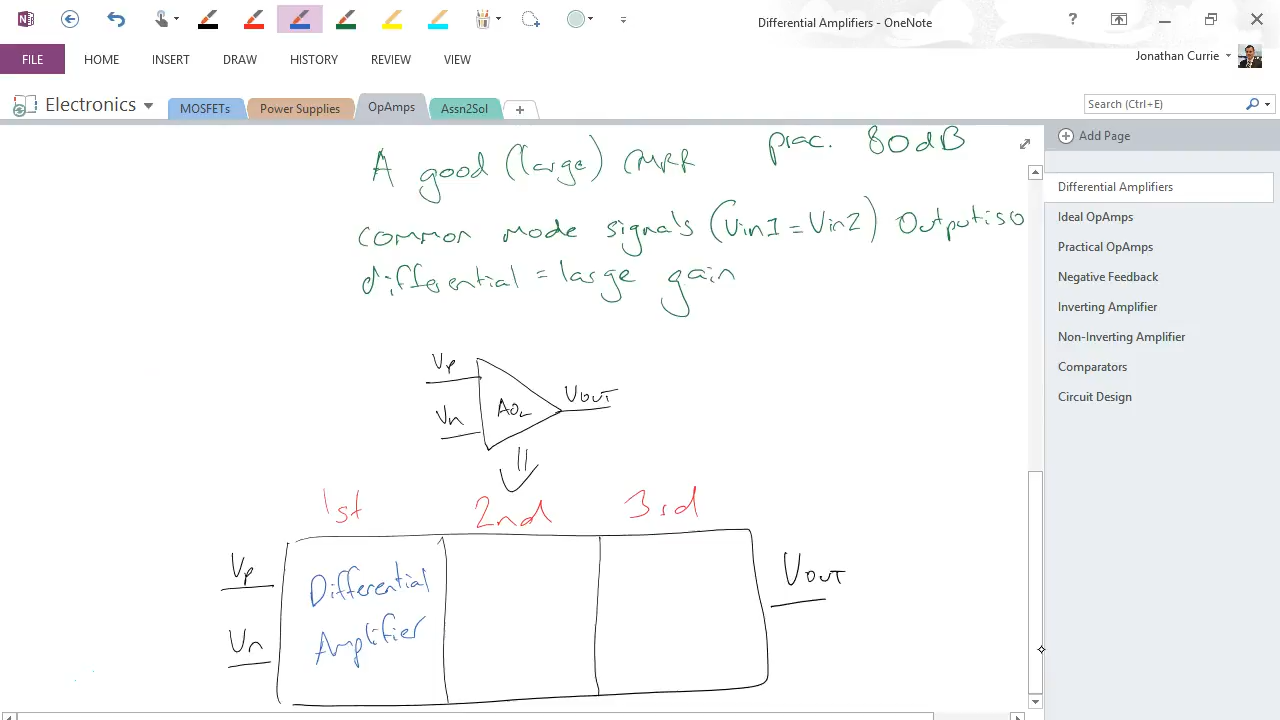 Differential Amplifiers - OneNote
?
FILE HOME INSERT DRAW HISTORY REVIEW VIEW
Jonathan Currie
Electronics
MOSFETs Power Supplies OpAmps Assn2Sol +
Search (Ctrl+E)
Add Page
Differential Amplifiers
Ideal OpAmps
Practical OpAmps
Negative Feedback
Inverting Amplifier
Non-Inverting Amplifier
Comparators
Circuit Design
prac. 80dB
A good (large) CMRR
common mode signals (Vin1 = Vin2) Output is 0
differential = large gain
Vp
Vn
AOL
VOUT
1st 2nd 3rd
Vp
Vn
Differential
Amplifier
VOUT